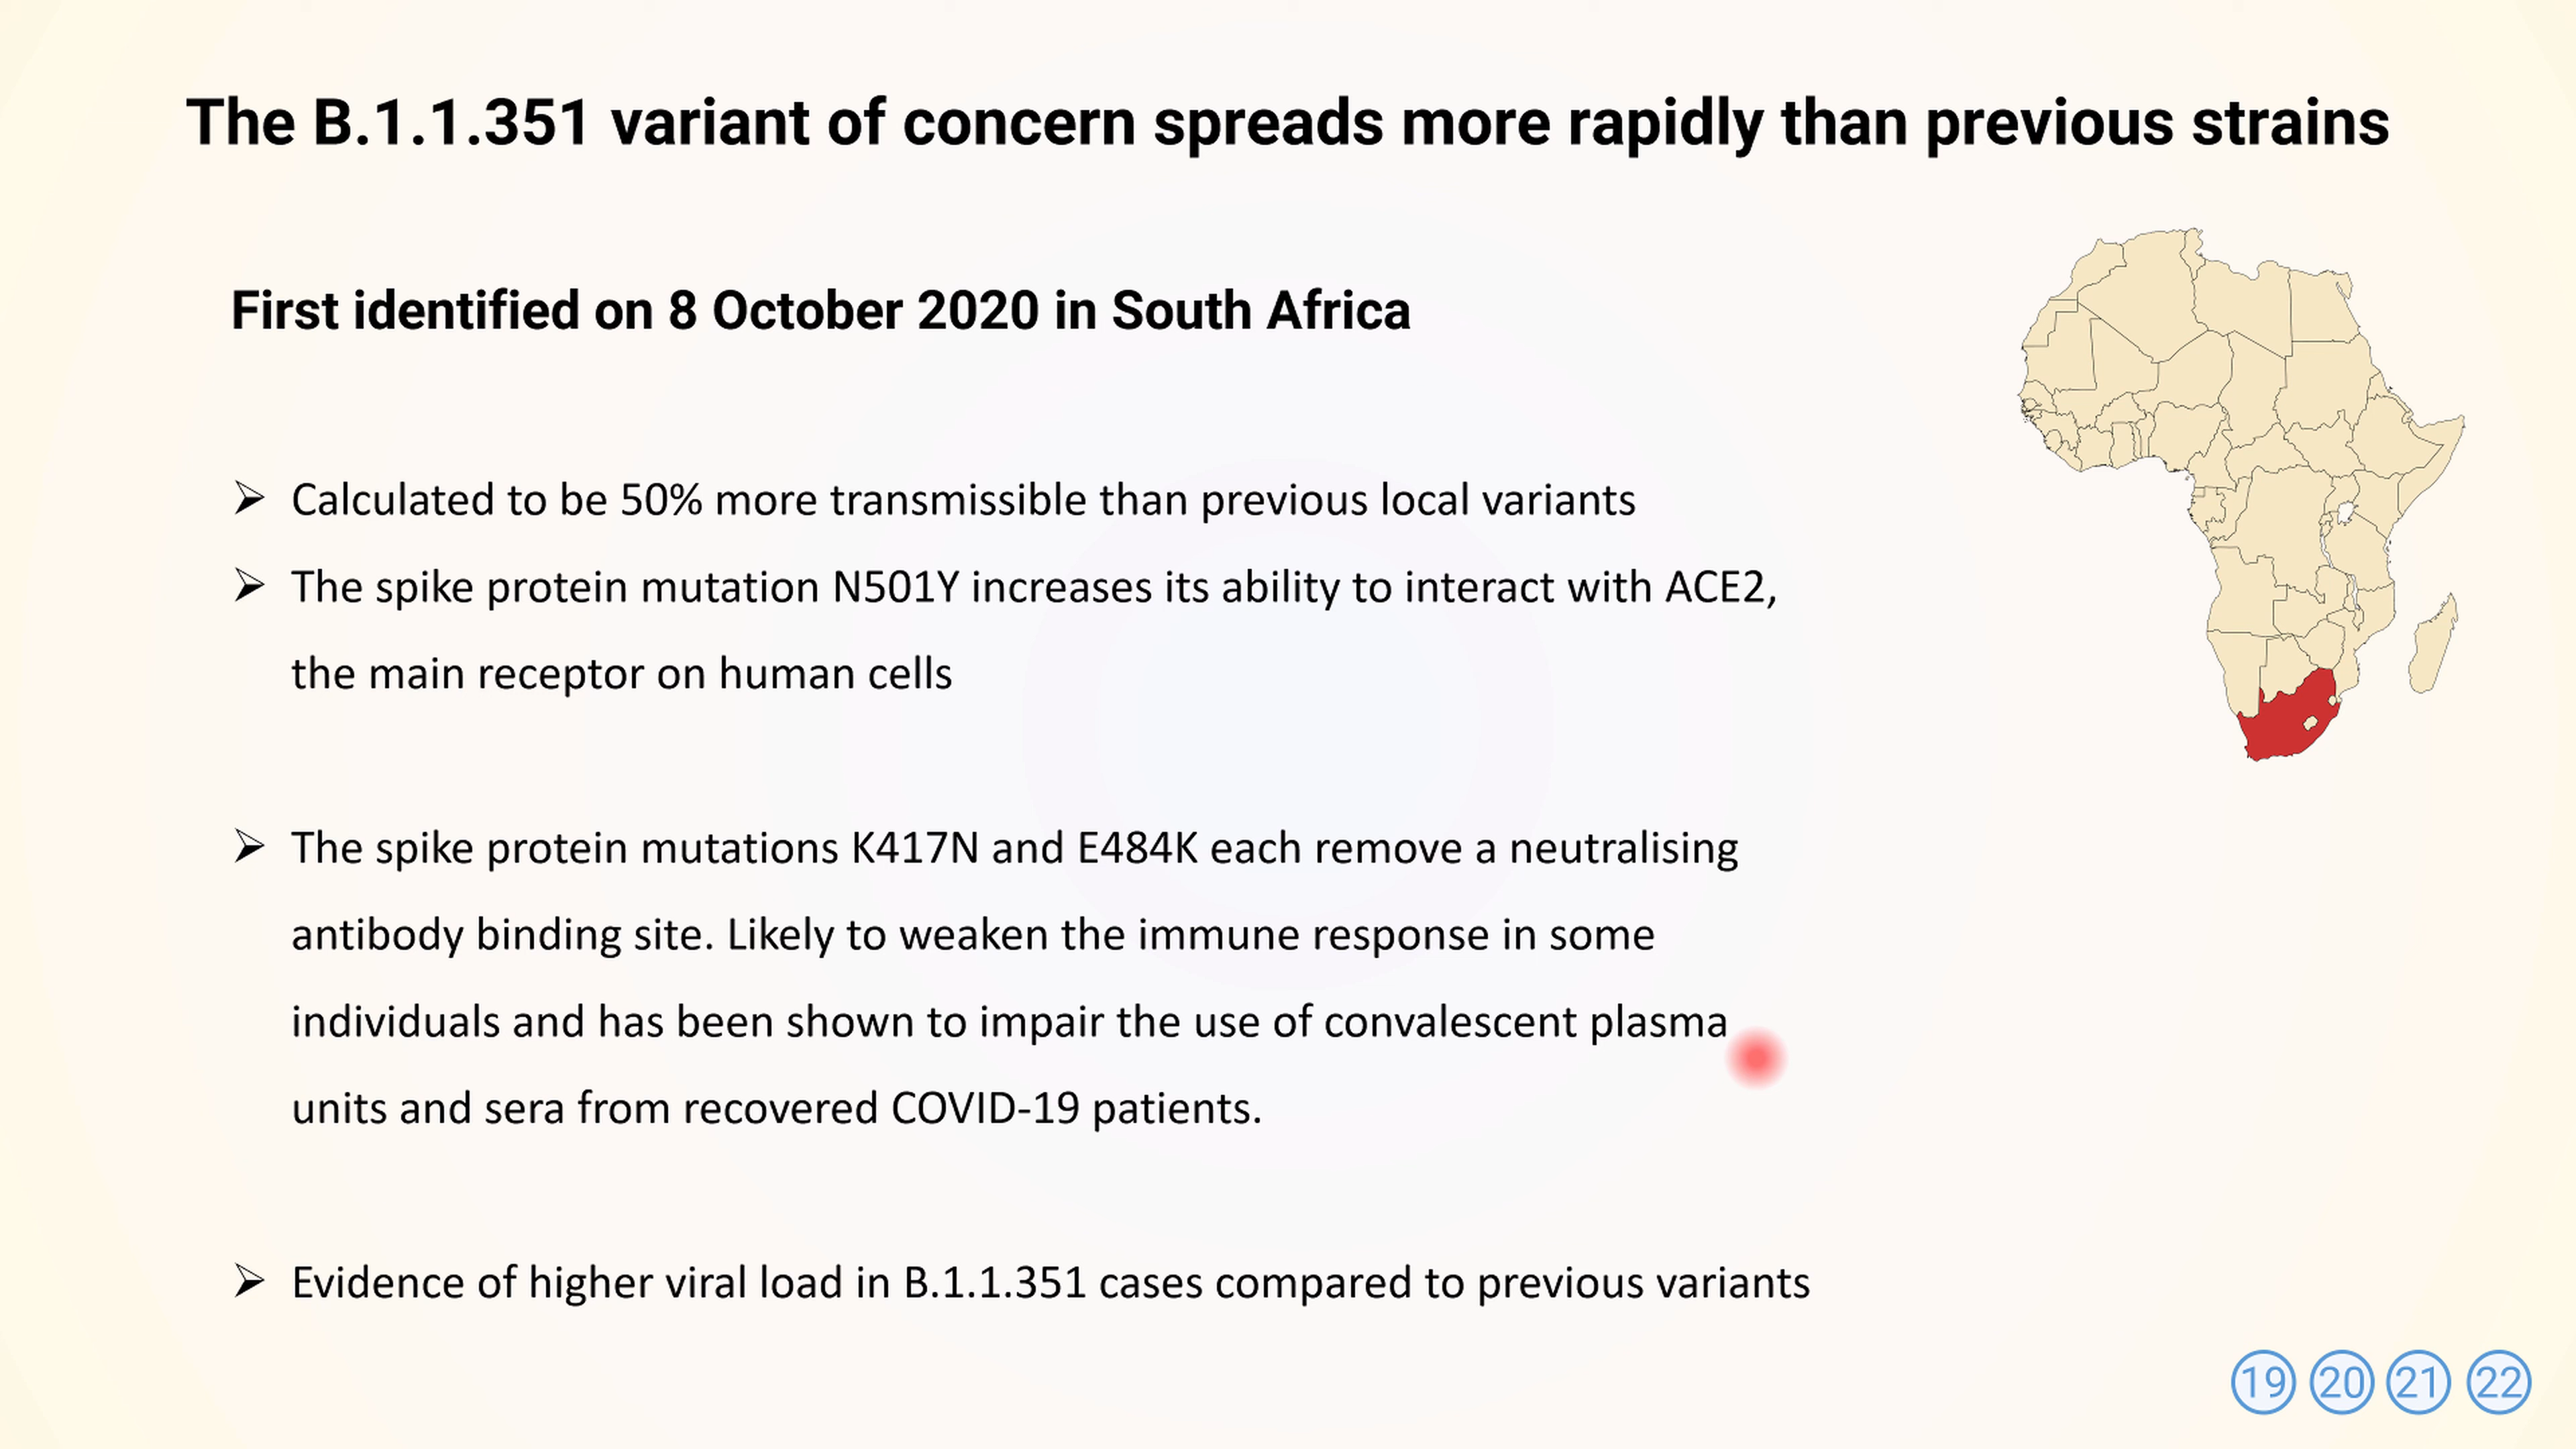 The B.1.1.351 variant of concern spreads more rapidly than previous strains
First identified on 8 October 2020 in South Africa
➢ Calculated to be 50% more transmissible than previous local variants
➢ The spike protein mutation N501Y increases its ability to interact with ACE2,
the main receptor on human cells
➢ The spike protein mutations K417N and E484K each remove a neutralising
antibody binding site. Likely to weaken the immune response in some
individuals and has been shown to impair the use of convalescent plasma
units and sera from recovered COVID-19 patients.
➢ Evidence of higher viral load in B.1.1.351 cases compared to previous variants
19 20 21 22